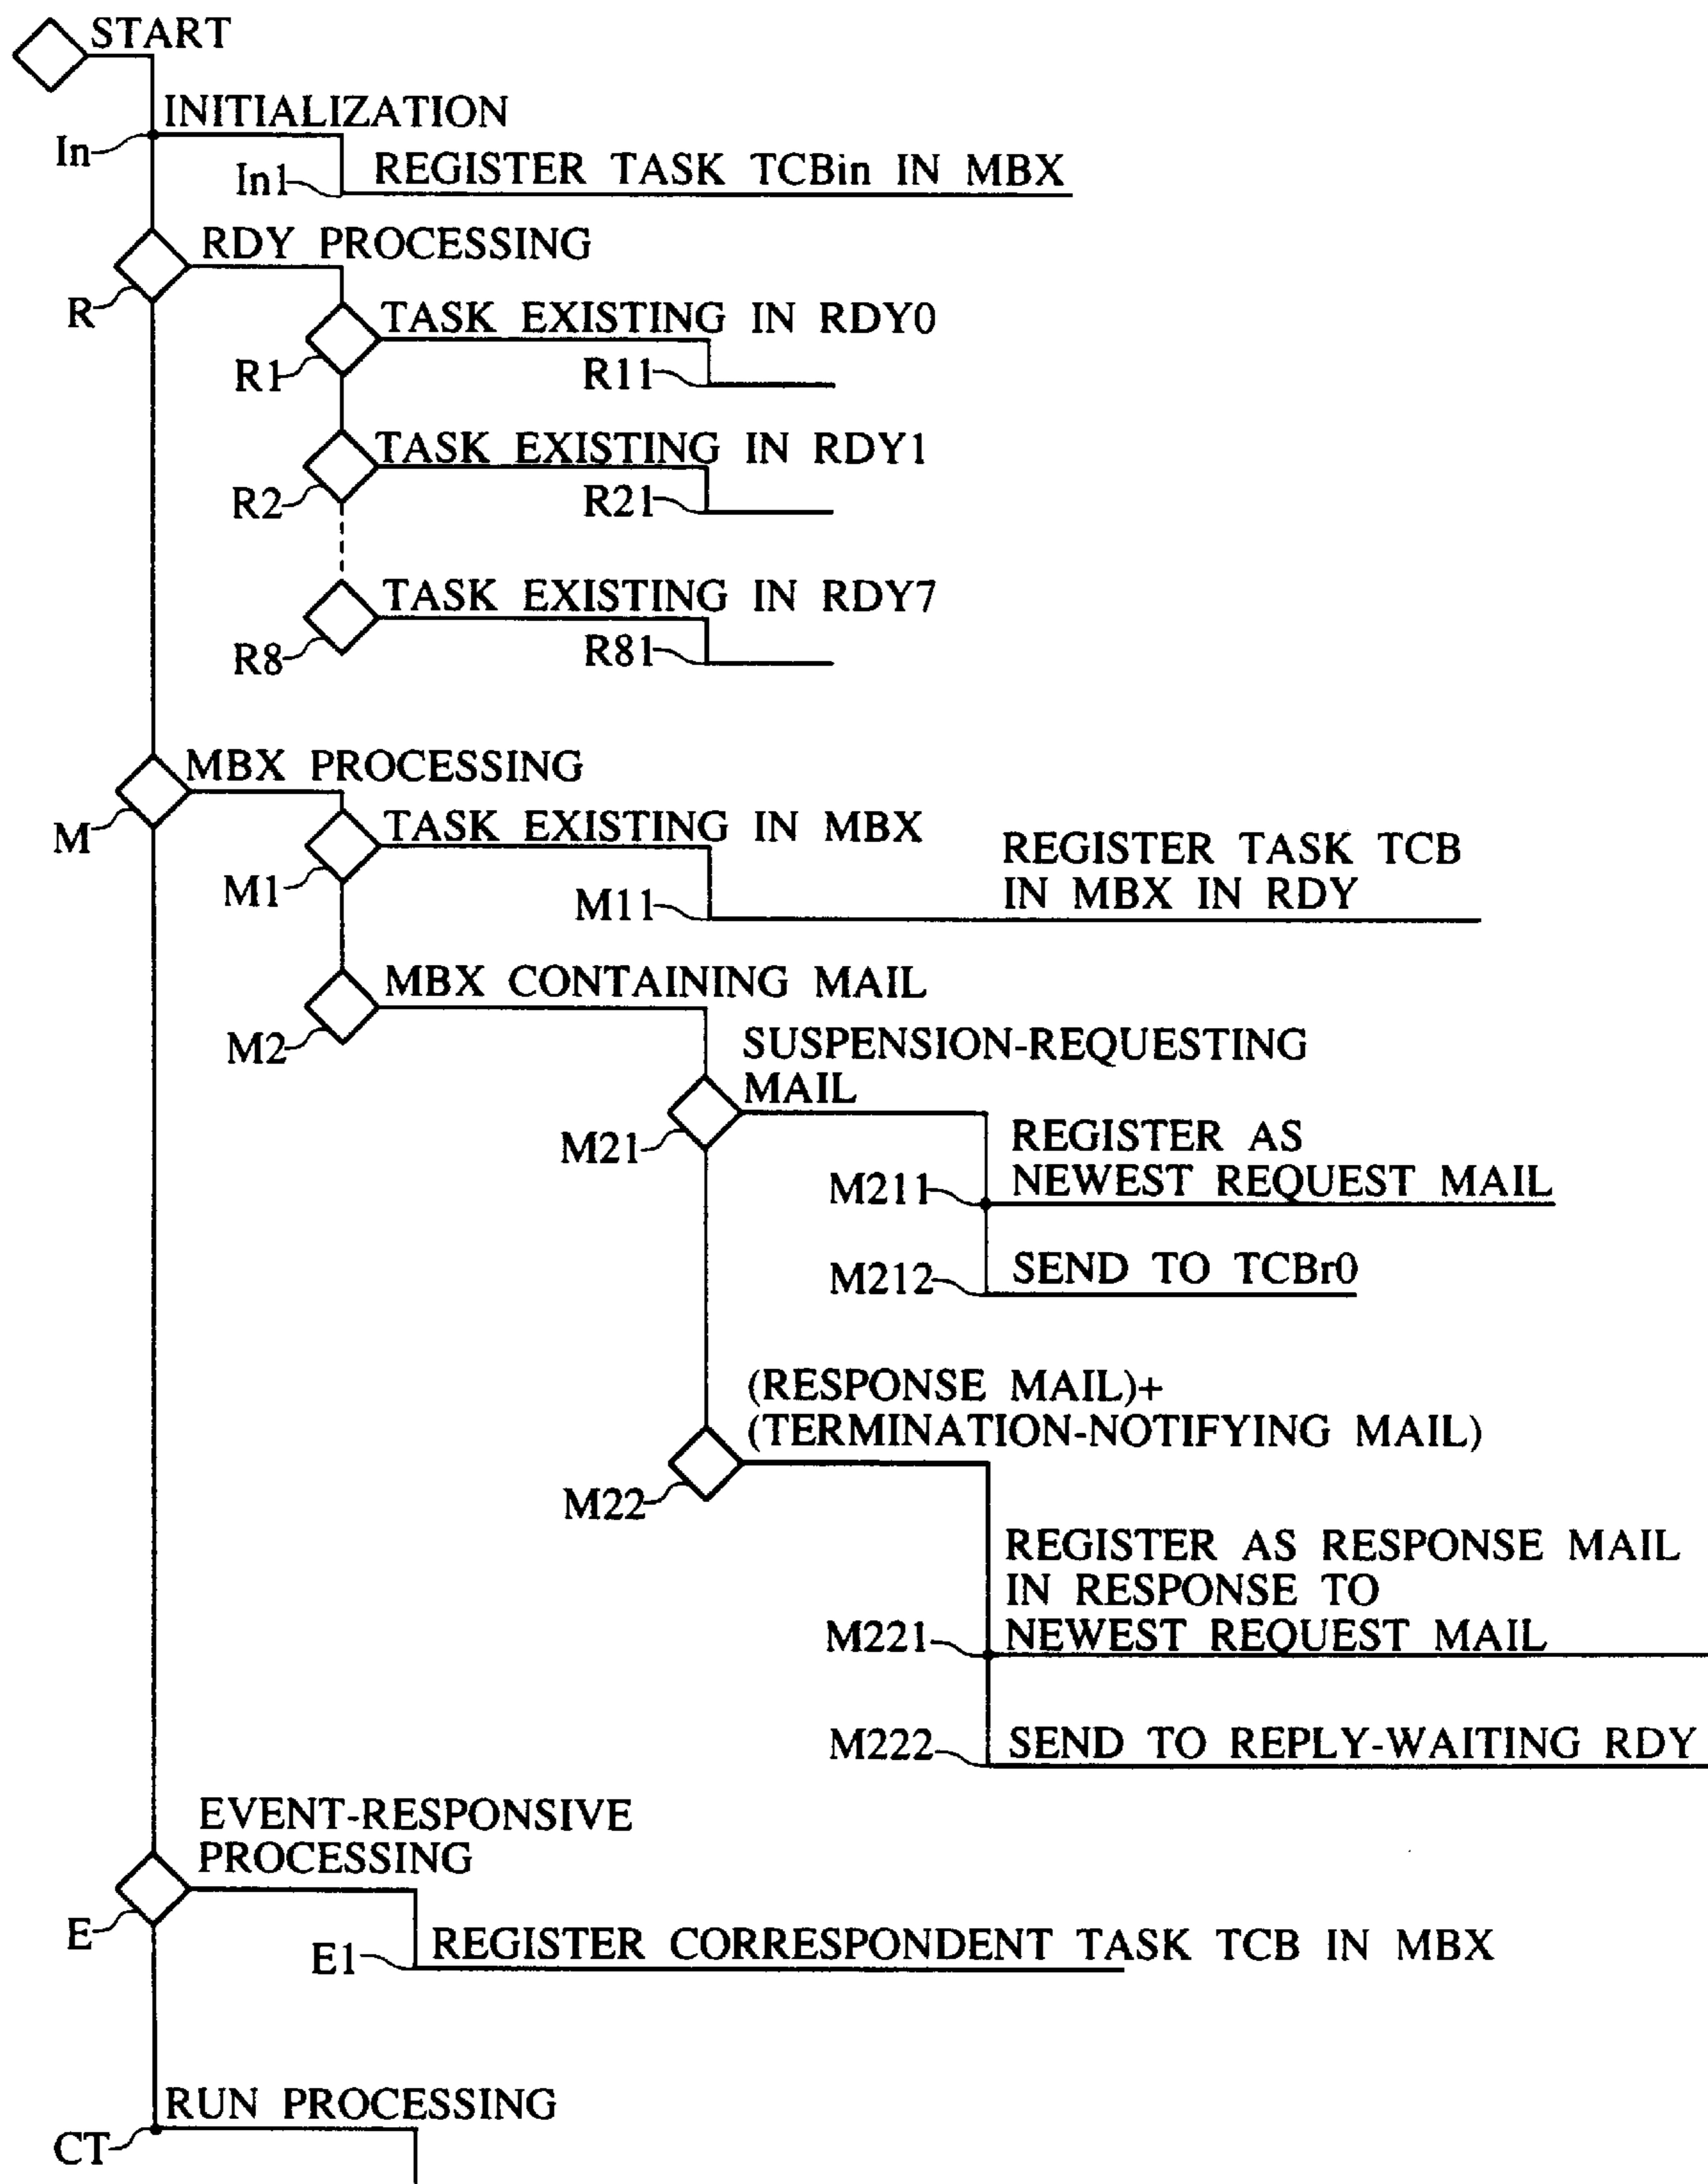 START
INITIALIZATION
In
In1 REGISTER TASK TCBin IN MBX
RDY PROCESSING
R
TASK EXISTING IN RDY0
R1 R11
TASK EXISTING IN RDY1
R2 R21
TASK EXISTING IN RDY7
R8 R81
MBX PROCESSING
M
TASK EXISTING IN MBX
M1
REGISTER TASK TCB
IN MBX IN RDY
M11
MBX CONTAINING MAIL
M2
SUSPENSION-REQUESTING
MAIL
M21
REGISTER AS
NEWEST REQUEST MAIL
M211
SEND TO TCBr0
M212
(RESPONSE MAIL)+
(TERMINATION-NOTIFYING MAIL)
M22
REGISTER AS RESPONSE MAIL
IN RESPONSE TO
NEWEST REQUEST MAIL
M221
M222 SEND TO REPLY-WAITING RDY
EVENT-RESPONSIVE
PROCESSING
E
E1 REGISTER CORRESPONDENT TASK TCB IN MBX
RUN PROCESSING
CT